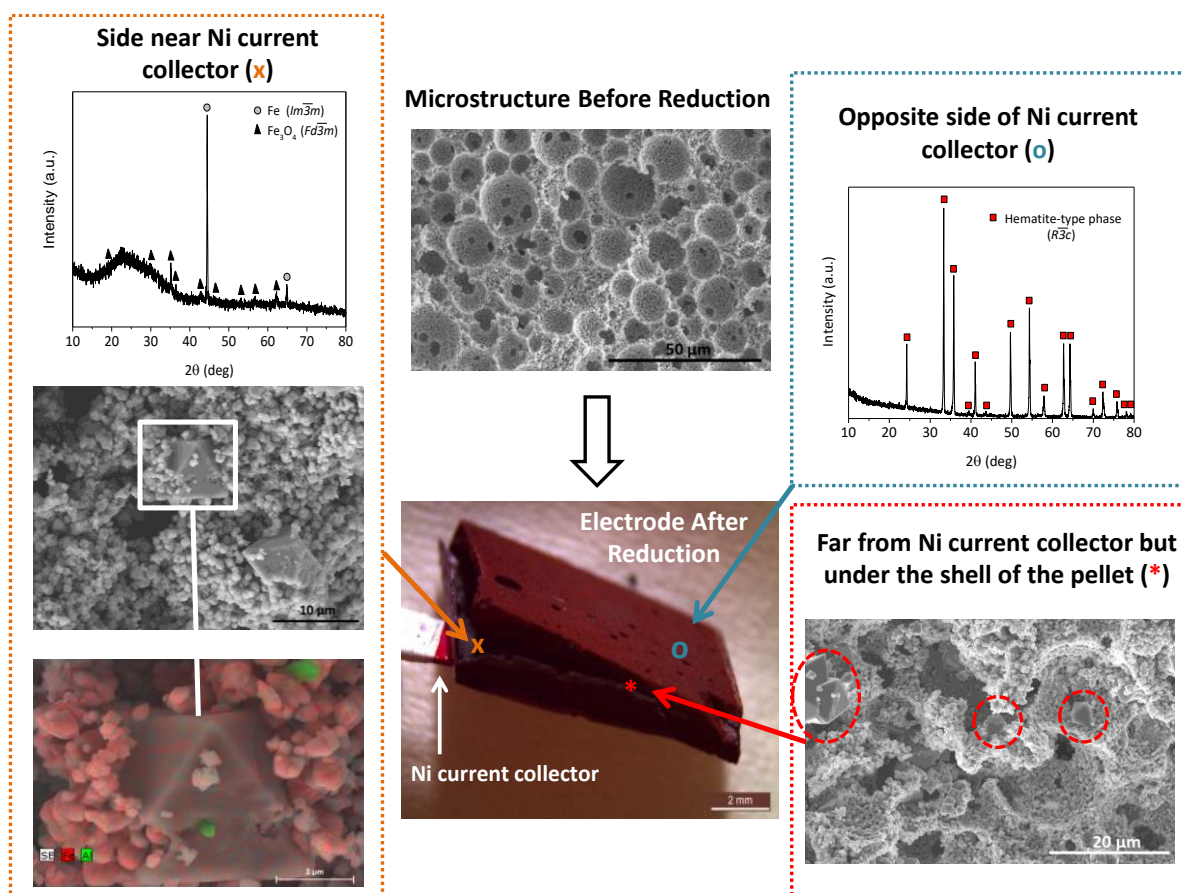 Side near Ni current
collector (x)
Intensity (a.u.)
Fe (Im3̅m)
Fe₃O₄ (Fd3̅m)
10 20 30 40 50 60 70 80
2θ (deg)
10 µm
SE Fe Al
3 µm
Microstructure Before Reduction
50 µm
Electrode After
Reduction
x
o
*
Ni current collector
2 mm
Opposite side of Ni current
collector (o)
Intensity (a.u.)
Hematite-type phase
(R3̅c)
10 20 30 40 50 60 70 80
2θ (deg)
Far from Ni current collector but
under the shell of the pellet (*)
20 µm